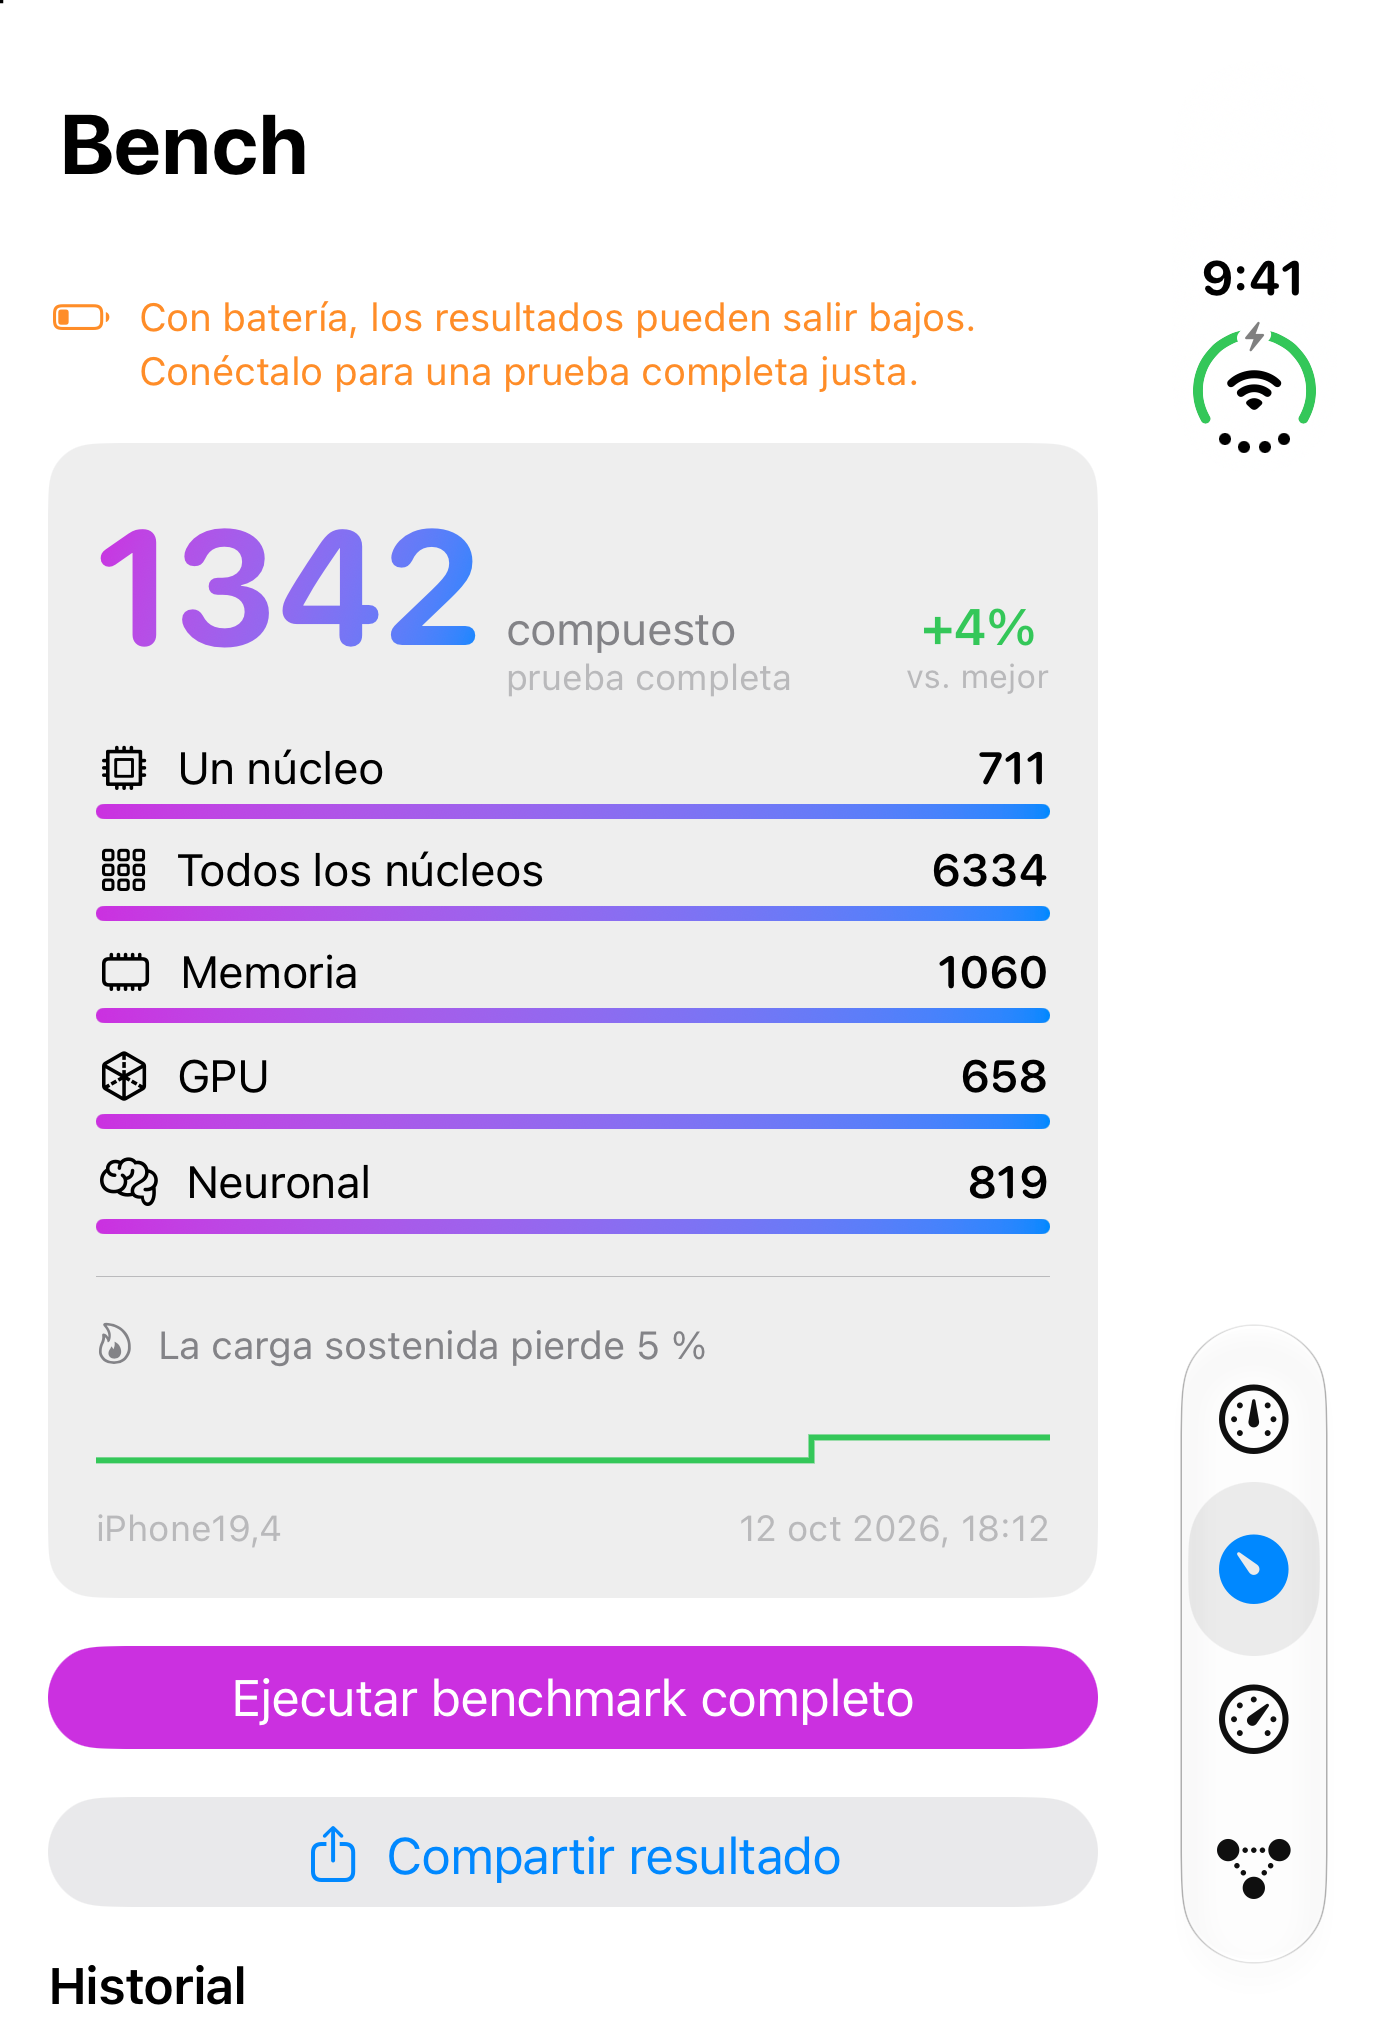 Bench
9:41
Con batería, los resultados pueden salir bajos.
Conéctalo para una prueba completa justa.
1342 compuesto +4%
prueba completa vs. mejor
Un núcleo 711
Todos los núcleos 6334
Memoria 1060
GPU 658
Neuronal 819
La carga sostenida pierde 5 %
iPhone19,4 12 oct 2026, 18:12
Ejecutar benchmark completo
Compartir resultado
Historial